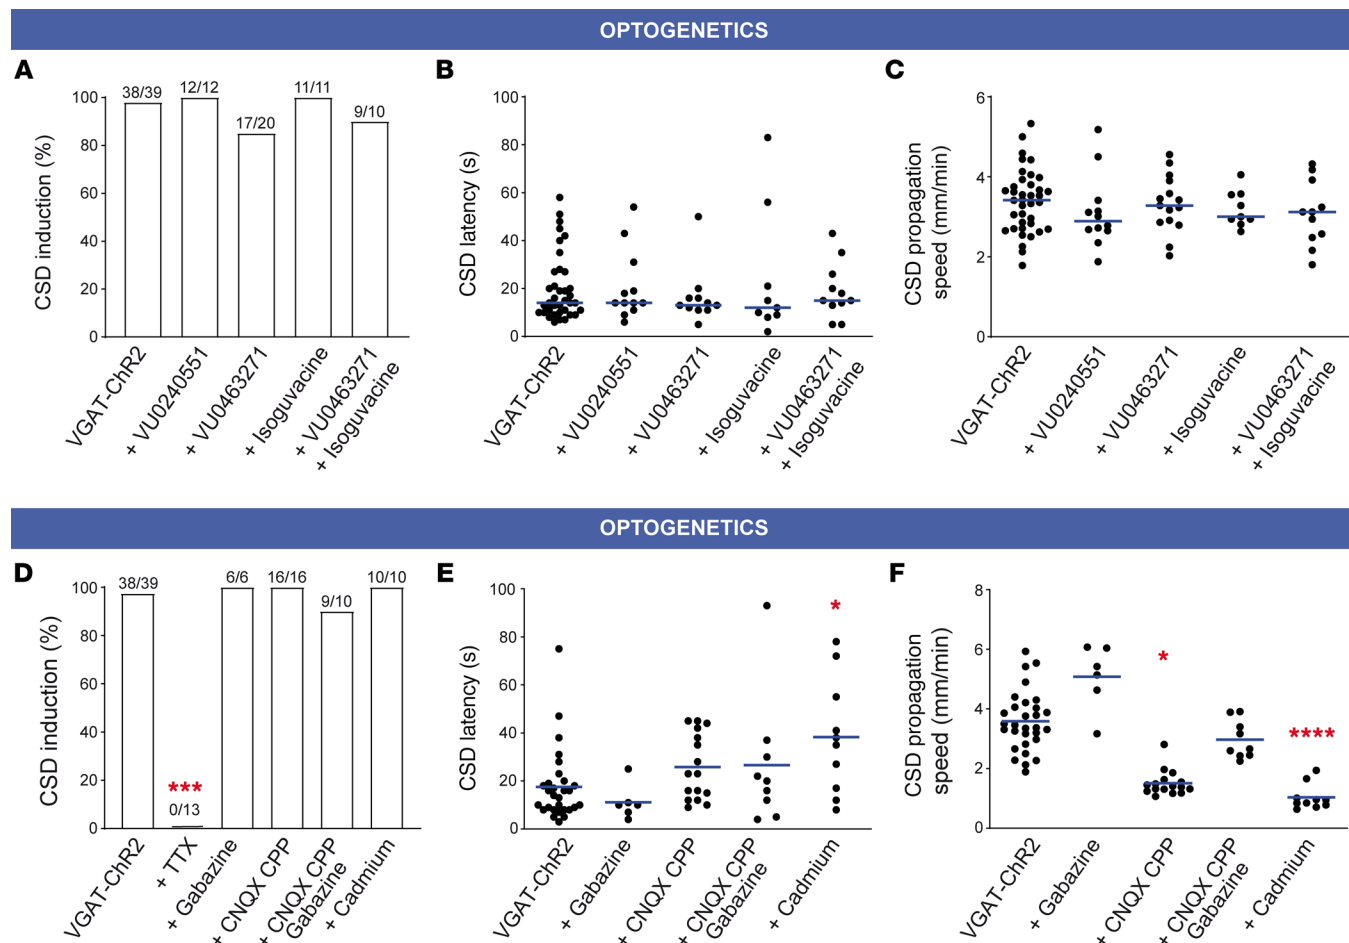 OPTOGENETICS
A
CSD induction (%)
100
80
60
40
20
0
38/39
12/12
17/20
11/11
9/10
VGAT-ChR2
+ VU0240551
+ VU0463271
+ Isoguvacine
+ VU0463271
+ Isoguvacine
B
CSD latency (s)
100
80
60
40
20
0
VGAT-ChR2
+ VU0240551
+ VU0463271
+ Isoguvacine
+ VU0463271
+ Isoguvacine
C
CSD propagation
speed (mm/min)
6
4
2
0
VGAT-ChR2
+ VU0240551
+ VU0463271
+ Isoguvacine
+ VU0463271
+ Isoguvacine
OPTOGENETICS
D
CSD induction (%)
100
80
60
40
20
0
38/39
***
0/13
6/6
16/16
9/10
10/10
VGAT-ChR2
+ TTX
+ Gabazine
+ CNQX CPP
+ CNQX CPP
Gabazine
+ Cadmium
E
CSD latency (s)
100
80
60
40
20
0
*
VGAT-ChR2
+ Gabazine
+ CNQX CPP
+ CNQX CPP
Gabazine
+ Cadmium
F
CSD propagation
speed (mm/min)
8
6
4
2
0
*
****
VGAT-ChR2
+ Gabazine
+ CNQX CPP
+ CNQX CPP
Gabazine
+ Cadmium